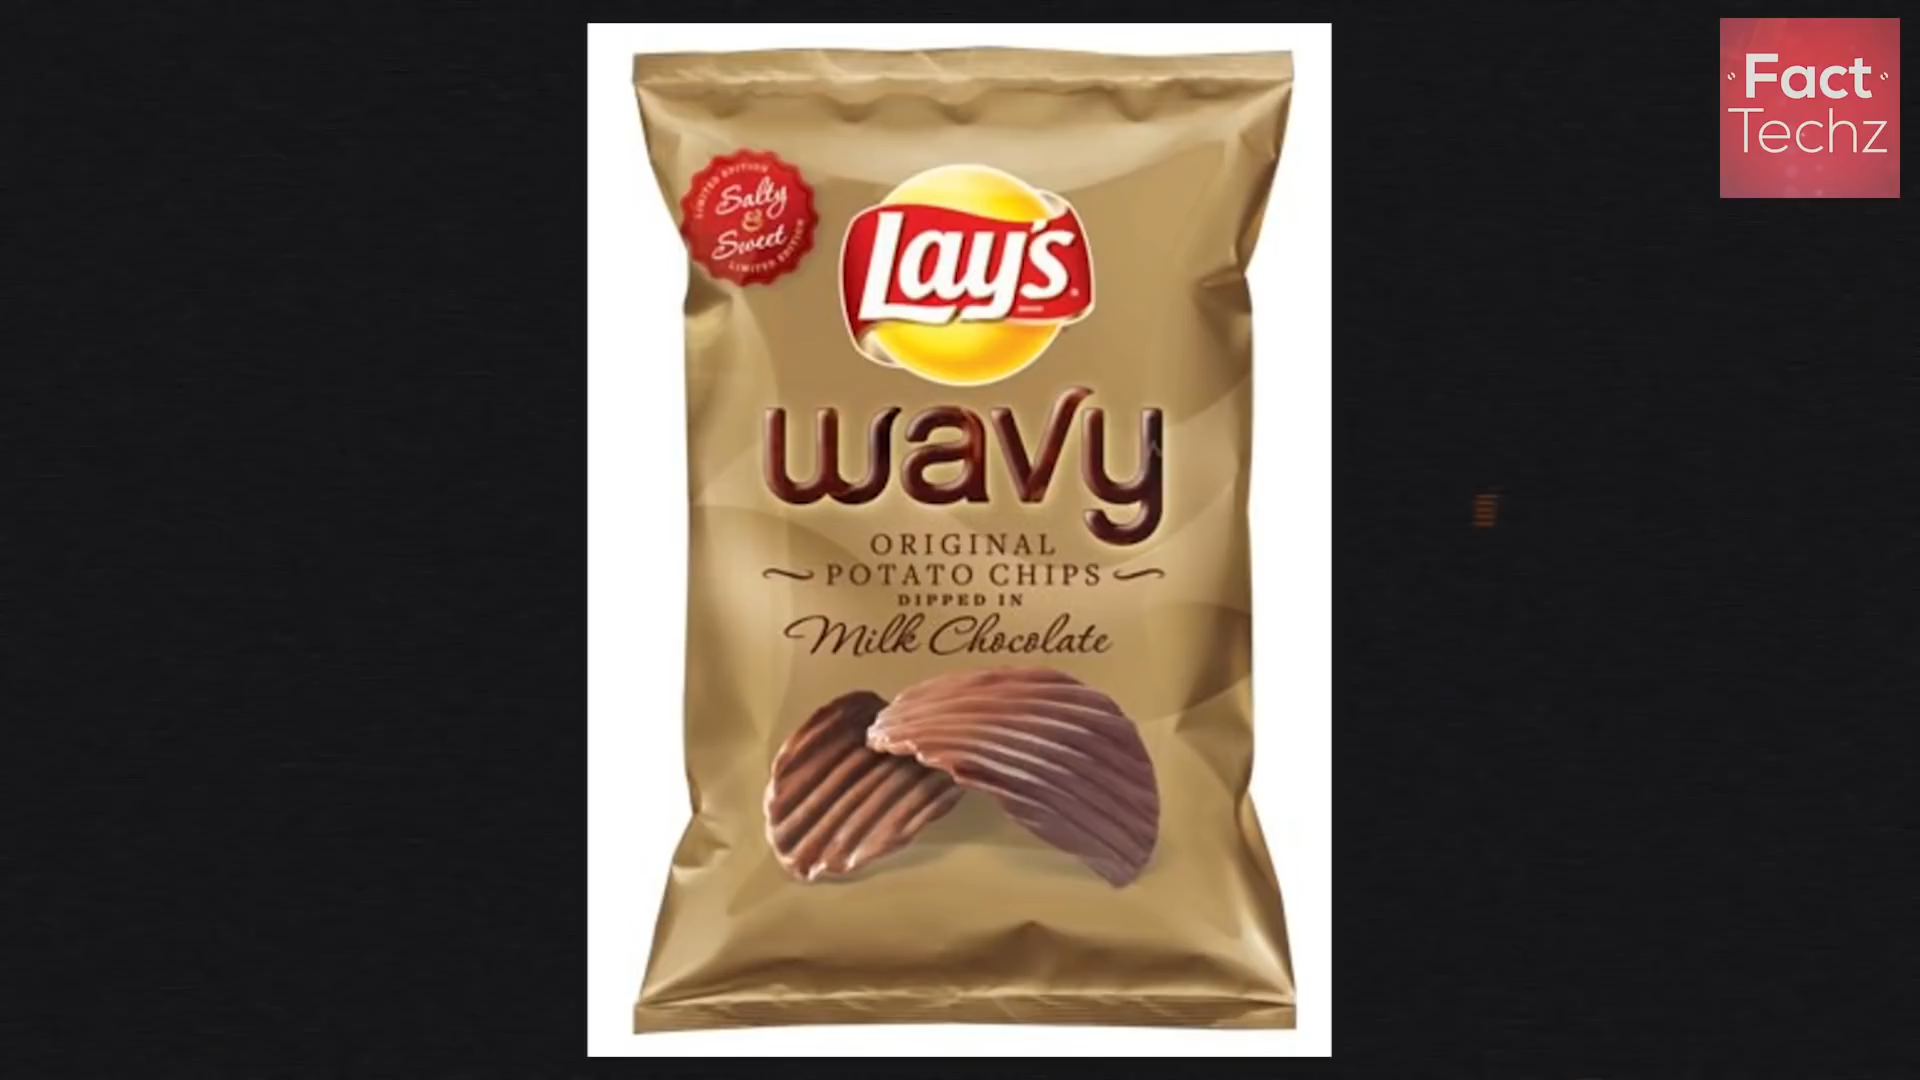 Fact
Techz
LIMITED EDITION
Salty
&
Sweet
LIMITED EDITION
Lay's
wavy
ORIGINAL
POTATO CHIPS
DIPPED IN
Milk Chocolate